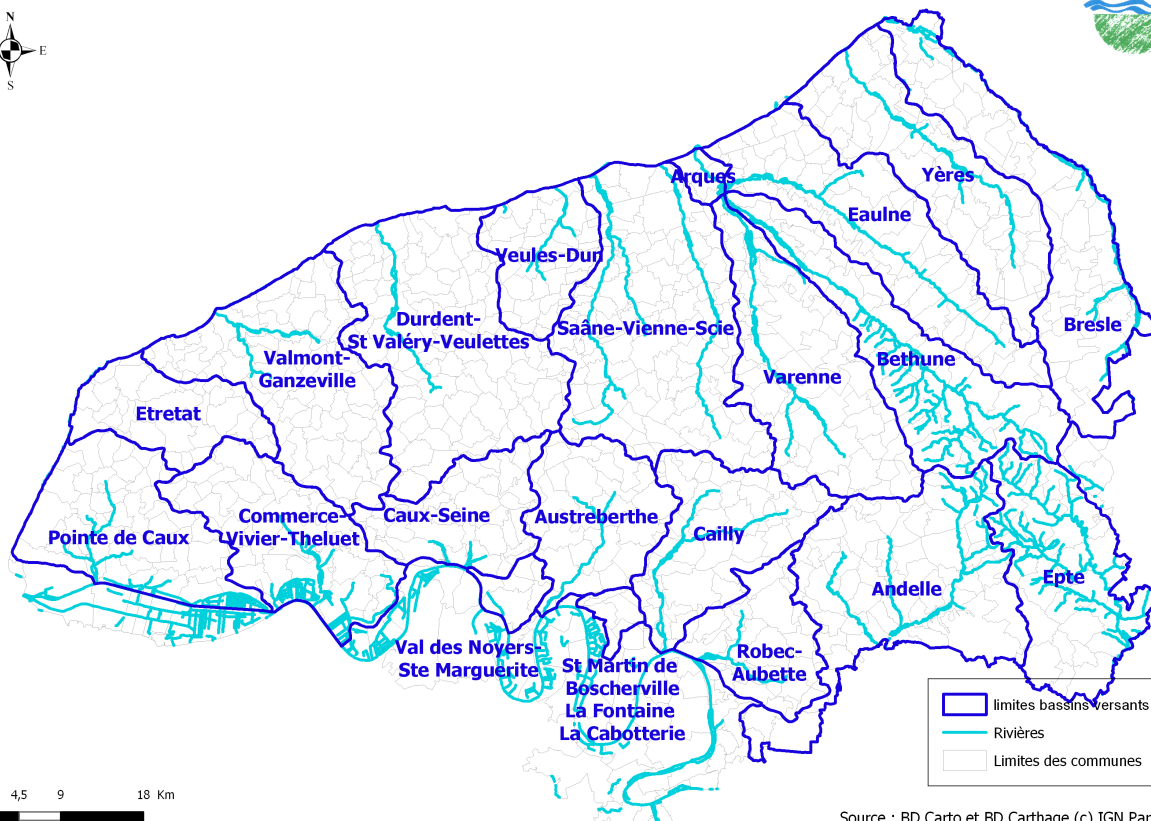 N
E
S
Arques
Yères
Eaulne
Veules-Dun
Durdent-
St Valéry-Veulettes
Saâne-Vienne-Scie
Bresle
Valmont-
Ganzeville
Bethune
Varenne
Etretat
Commerce-
Vivier-Theluet
Caux-Seine
Austreberthe
Cailly
Pointe de Caux
Andelle
Epte
Val des Noyers-
Ste Marguerite
St Martin de
Boscherville
La Fontaine
La Cabotterie
Robec-
Aubette
limites bassins versants
Rivières
Limites des communes
4,5 9 18 Km
Source : BD Carto et BD Carthage (c) IGN Par